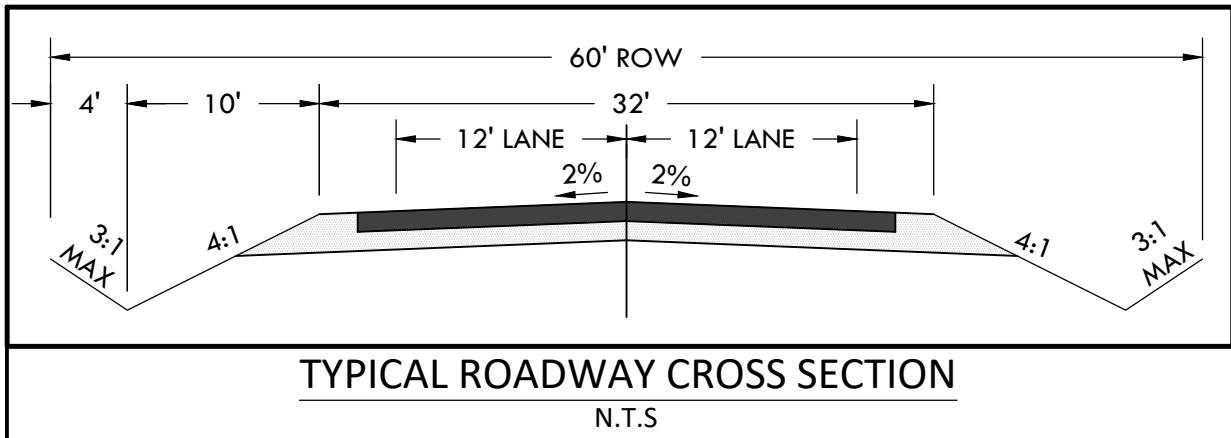 60' ROW
4'
10'
32'
12' LANE
12' LANE
2%
2%
3:1
MAX
4:1
4:1
3:1
MAX
TYPICAL ROADWAY CROSS SECTION
N.T.S